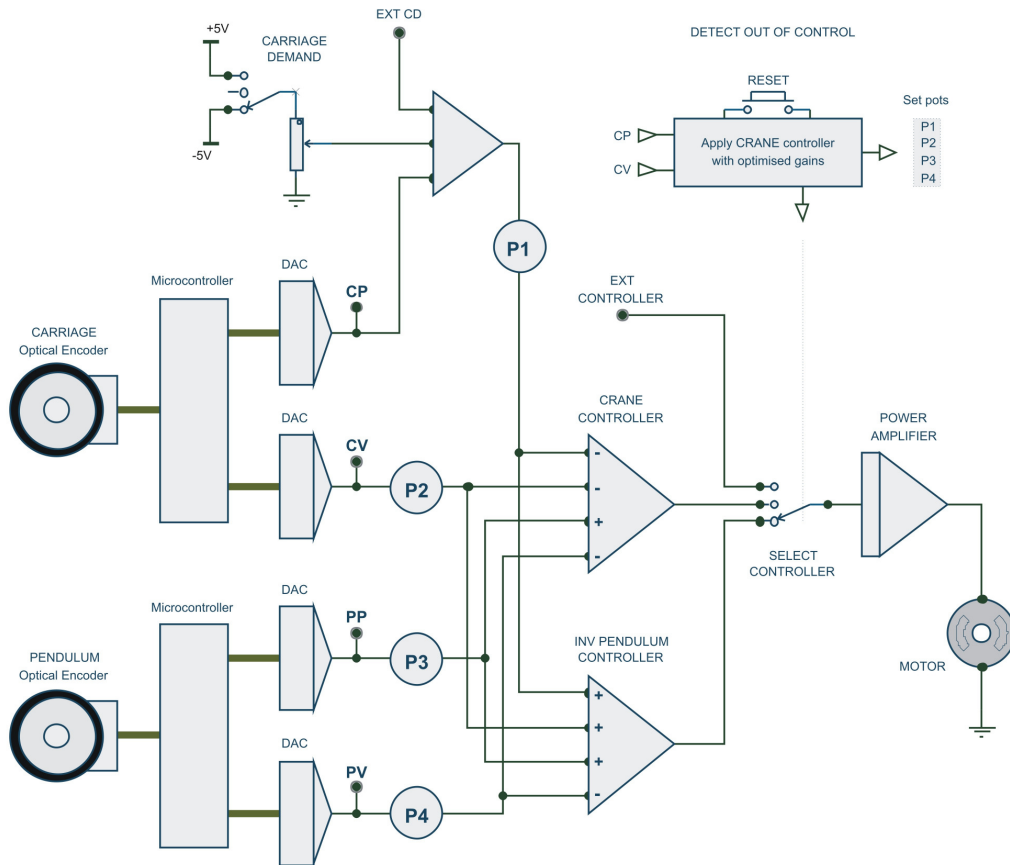 EXT CD
DETECT OUT OF CONTROL
+5V
CARRIAGE
DEMAND
-5V
RESET
Set pots
CP
CV
Apply CRANE controller
with optimised gains
P1
P2
P3
P4
P1
DAC
Microcontroller
CP
EXT
CONTROLLER
CARRIAGE
Optical Encoder
DAC
CV
P2
CRANE
CONTROLLER
-
-
+
-
POWER
AMPLIFIER
SELECT
CONTROLLER
DAC
Microcontroller
PP
P3
INV PENDULUM
CONTROLLER
PENDULUM
Optical Encoder
MOTOR
+
+
+
-
DAC
PV
P4